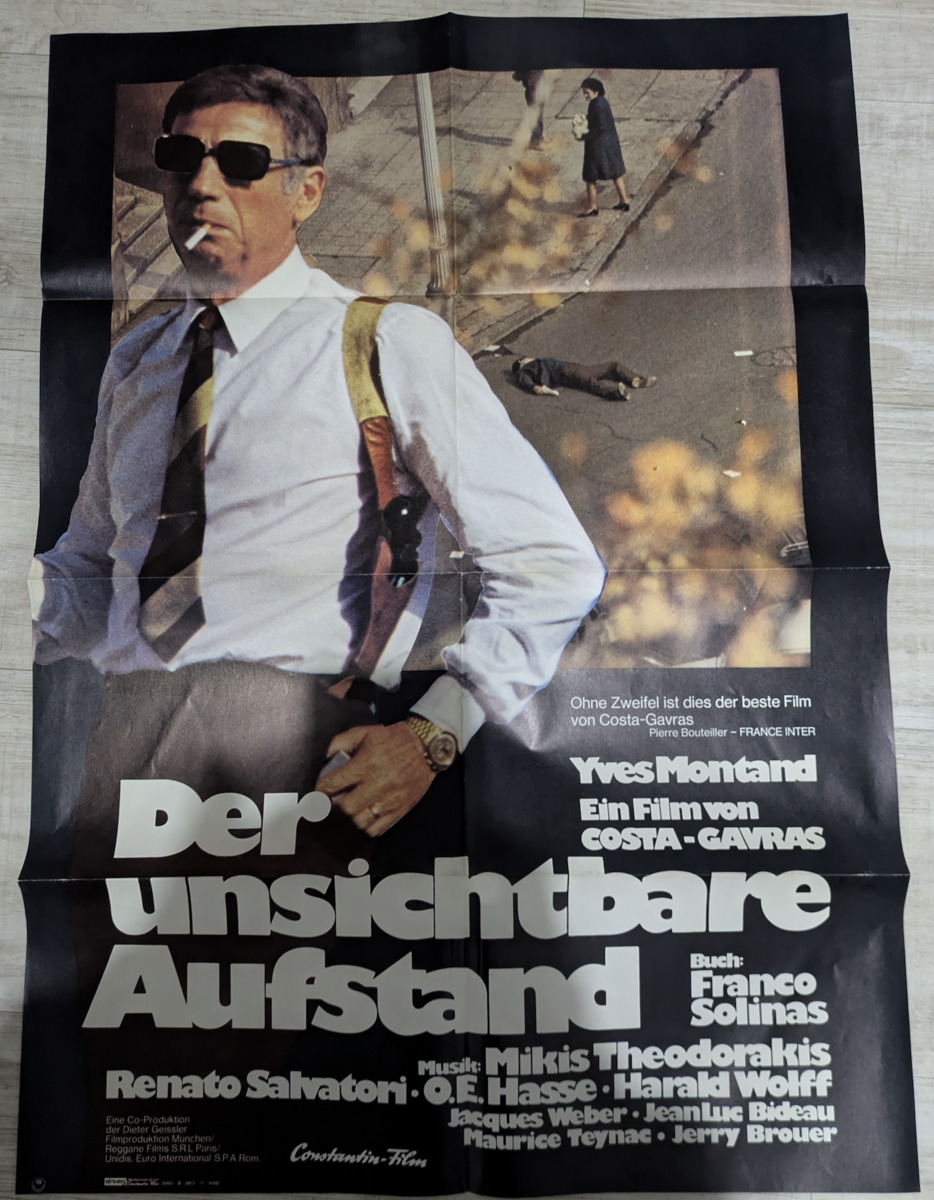 Ohne Zweifel ist dies der beste Film
von Costa-Gavras
Pierre Bouteiller – FRANCE INTER
Yves Montand
Ein Film von
COSTA-GAVRAS
Der
unsichtbare
Aufstand
Buch:
Franco
Solinas
Musik: Mikis Theodorakis
Renato Salvatori · O.E. Hasse · Harald Wolff
Jacques Weber · JeanLuc Bideau
Maurice Teynac · Jerry Brouer
Eine Co-Produktion
der Dieter Geissler
Filmproduktion München/
Reggane Films S.R.L Paris/
Unidis, Euro International S.P.A Rom.
Constantin-Film